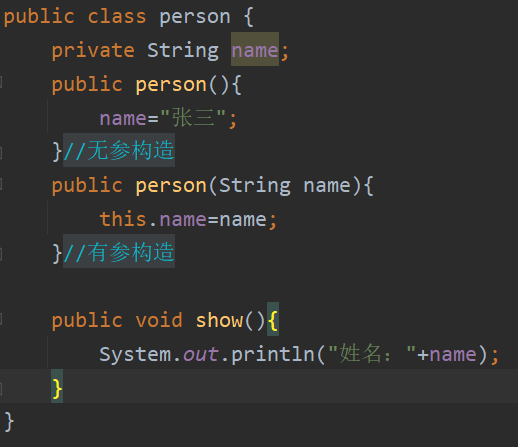 public class person {
    private String name;
    public person(){
        name="张三";
    }//无参构造
    public person(String name){
        this.name=name;
    }//有参构造

    public void show(){
        System.out.println("姓名："+name);
    }
}